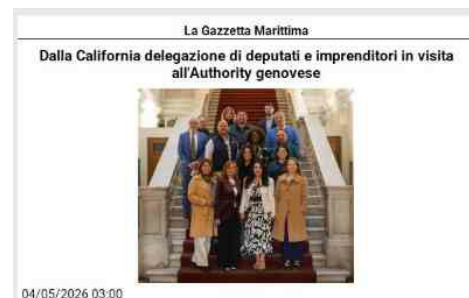 La Gazzetta Marittima
Dalla California delegazione di deputati e imprenditori in visita
all'Authority genovese
04/05/2026 03:00